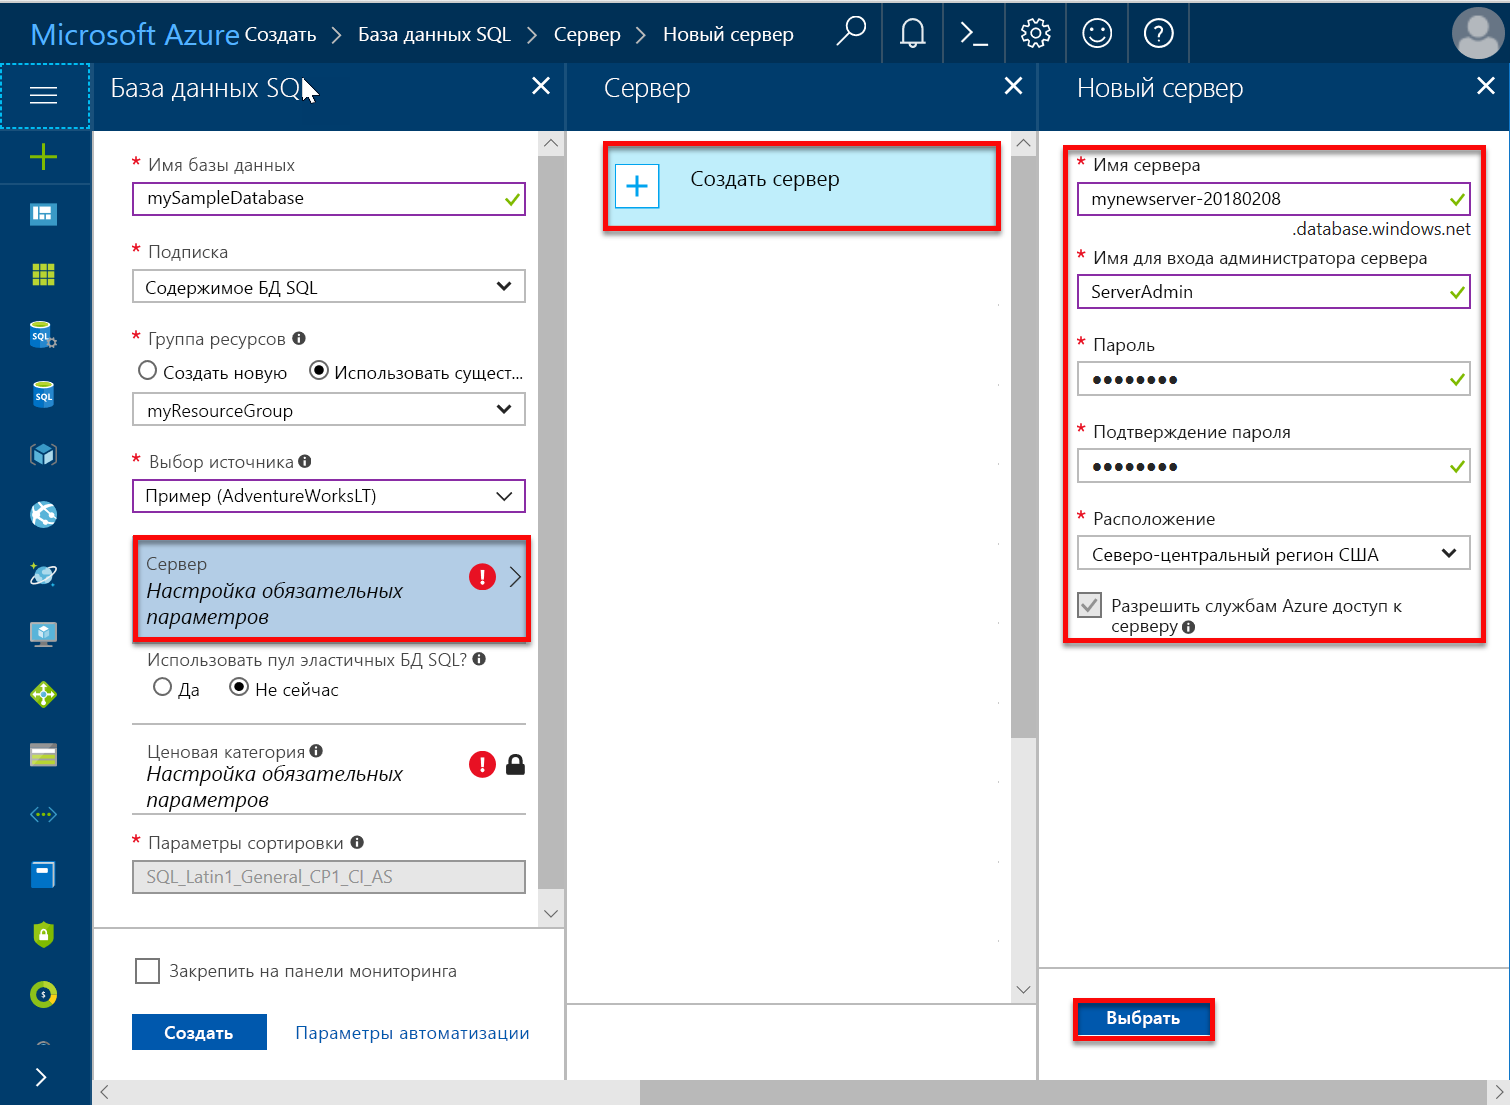 Microsoft Azure Создать > База данных SQL > Сервер > Новый сервер
База данных SQL
* Имя базы данных
mySampleDatabase
* Подписка
Содержимое БД SQL
* Группа ресурсов
Создать новую Использовать сущест...
myResourceGroup
* Выбор источника
Пример (AdventureWorksLT)
Сервер
Настройка обязательных
параметров
Использовать пул эластичных БД SQL?
Да Не сейчас
Ценовая категория
Настройка обязательных
параметров
* Параметры сортировки
SQL_Latin1_General_CP1_CI_AS
Закрепить на панели мониторинга
Создать Параметры автоматизации
Сервер
Создать сервер
Новый сервер
* Имя сервера
mynewserver-20180208
.database.windows.net
* Имя для входа администратора сервера
ServerAdmin
* Пароль
••••••••
* Подтверждение пароля
••••••••
* Расположение
Северо-центральный регион США
Разрешить службам Azure доступ к
серверу
Выбрать
SQL
SQL